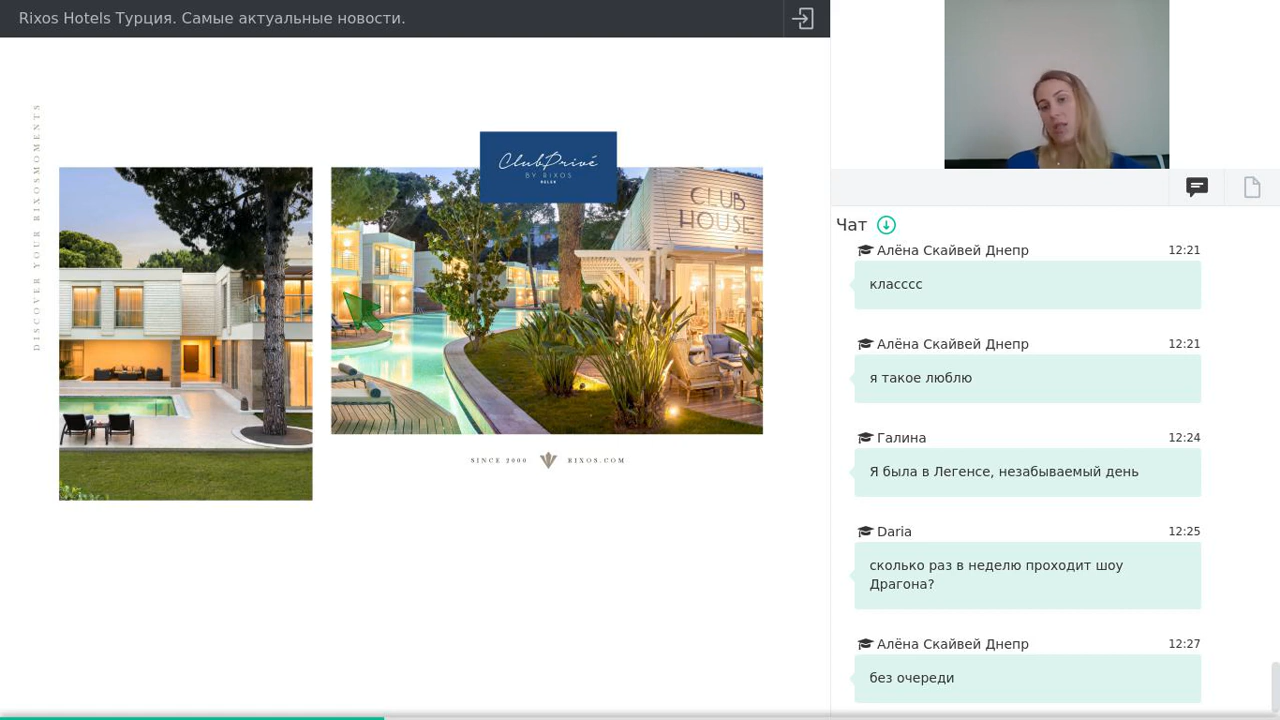 Rixos Hotels Турция. Самые актуальные новости.
DISCOVER YOUR RIXOSMOMENTS
ClubPrivé
BY RIXOS
BELEK
CLUB
HOUSE
SINCE 2000
RIXOS.COM
Чат
Алёна Скайвей Днепр 12:21
класссс
Алёна Скайвей Днепр 12:21
я такое люблю
Галина 12:24
Я была в Легенсе, незабываемый день
Daria 12:25
сколько раз в неделю проходит шоу
Драгона?
Алёна Скайвей Днепр 12:27
без очереди